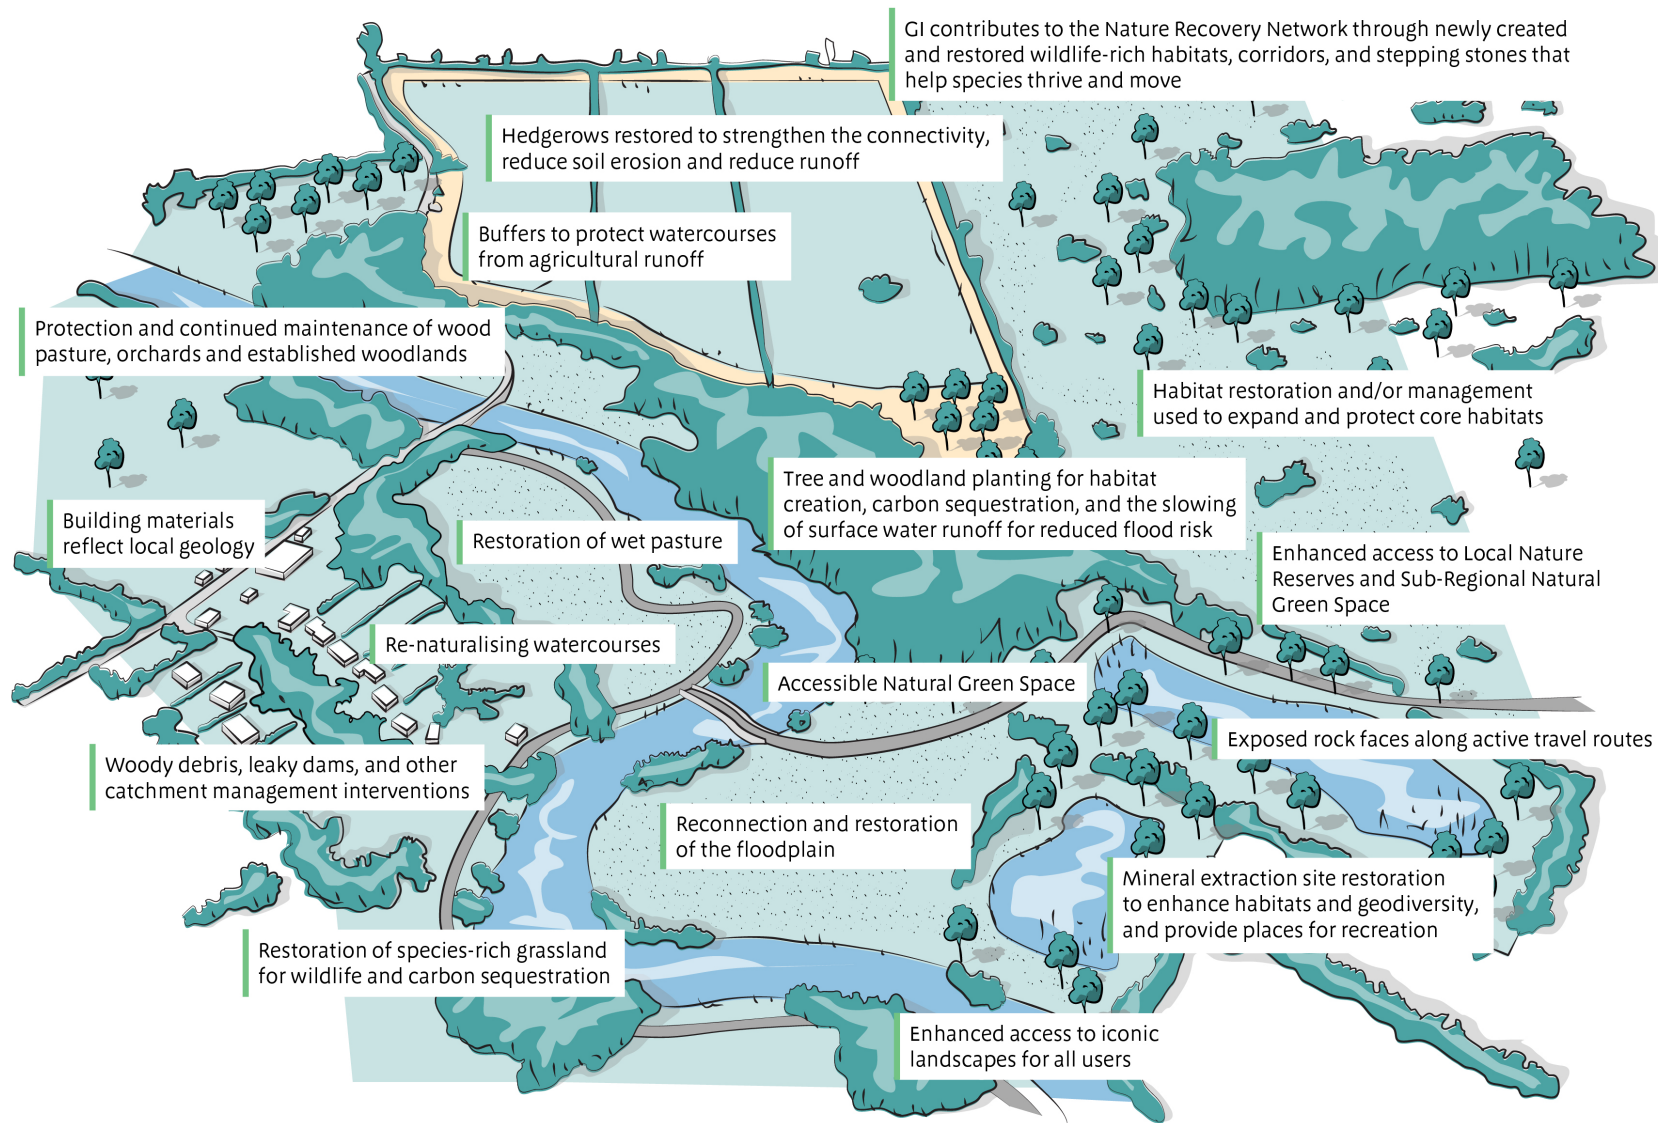 GI contributes to the Nature Recovery Network through newly created
and restored wildlife-rich habitats, corridors, and stepping stones that
help species thrive and move
Hedgerows restored to strengthen the connectivity,
reduce soil erosion and reduce runoff
Buffers to protect watercourses
from agricultural runoff
Protection and continued maintenance of wood
pasture, orchards and established woodlands
Habitat restoration and/or management
used to expand and protect core habitats
Tree and woodland planting for habitat
creation, carbon sequestration, and the slowing
of surface water runoff for reduced flood risk
Building materials
reflect local geology
Restoration of wet pasture
Enhanced access to Local Nature
Reserves and Sub-Regional Natural
Green Space
Re-naturalising watercourses
Accessible Natural Green Space
Exposed rock faces along active travel routes
Woody debris, leaky dams, and other
catchment management interventions
Reconnection and restoration
of the floodplain
Mineral extraction site restoration
to enhance habitats and geodiversity,
and provide places for recreation
Restoration of species-rich grassland
for wildlife and carbon sequestration
Enhanced access to iconic
landscapes for all users